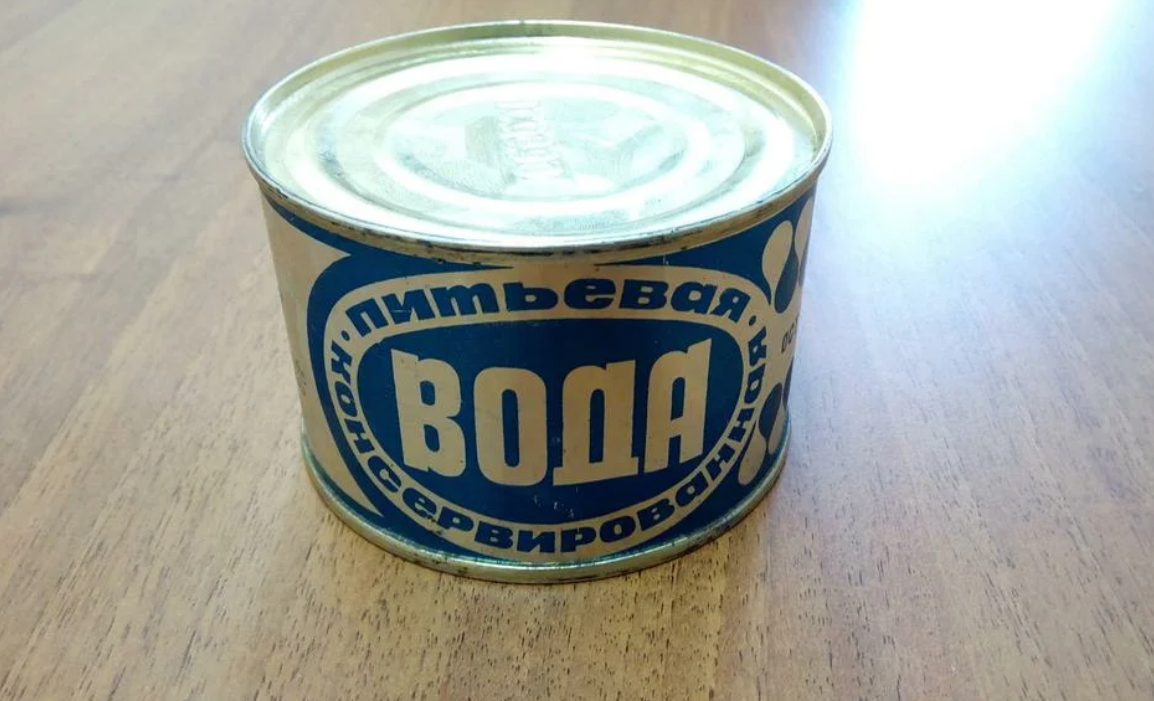 питьевая
вода
консервированная